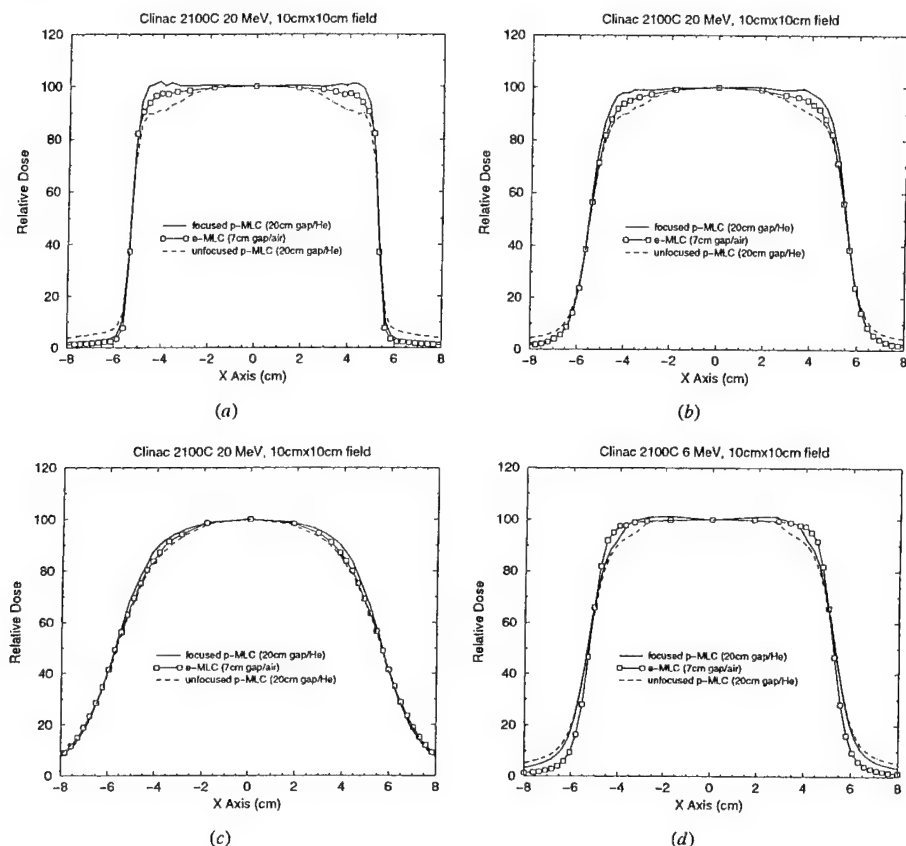 Clinac 2100C 20 MeV, 10cmx10cm field
120
100
80
60
40
20
0
Relative Dose
focused p-MLC (20cm gap/He)
e-MLC (7cm gap/air)
unfocused p-MLC (20cm gap/He)
-8 -6 -4 -2 0 2 4 6 8
X Axis (cm)
(a)
Clinac 2100C 20 MeV, 10cmx10cm field
120
100
80
60
40
20
0
Relative Dose
focused p-MLC (20cm gap/He)
e-MLC (7cm gap/air)
unfocused p-MLC (20cm gap/He)
-8 -6 -4 -2 0 2 4 6 8
X Axis (cm)
(b)
Clinac 2100C 20 MeV, 10cmx10cm field
120
100
80
60
40
20
0
Relative Dose
focused p-MLC (20cm gap/He)
e-MLC (7cm gap/air)
unfocused p-MLC (20cm gap/He)
-8 -6 -4 -2 0 2 4 6 8
X Axis (cm)
(c)
Clinac 2100C 6 MeV, 10cmx10cm field
120
100
80
60
40
20
0
Relative Dose
focused p-MLC (20cm gap/He)
e-MLC (7cm gap/air)
unfocused p-MLC (20cm gap/He)
-8 -6 -4 -2 0 2 4 6 8
X Axis (cm)
(d)